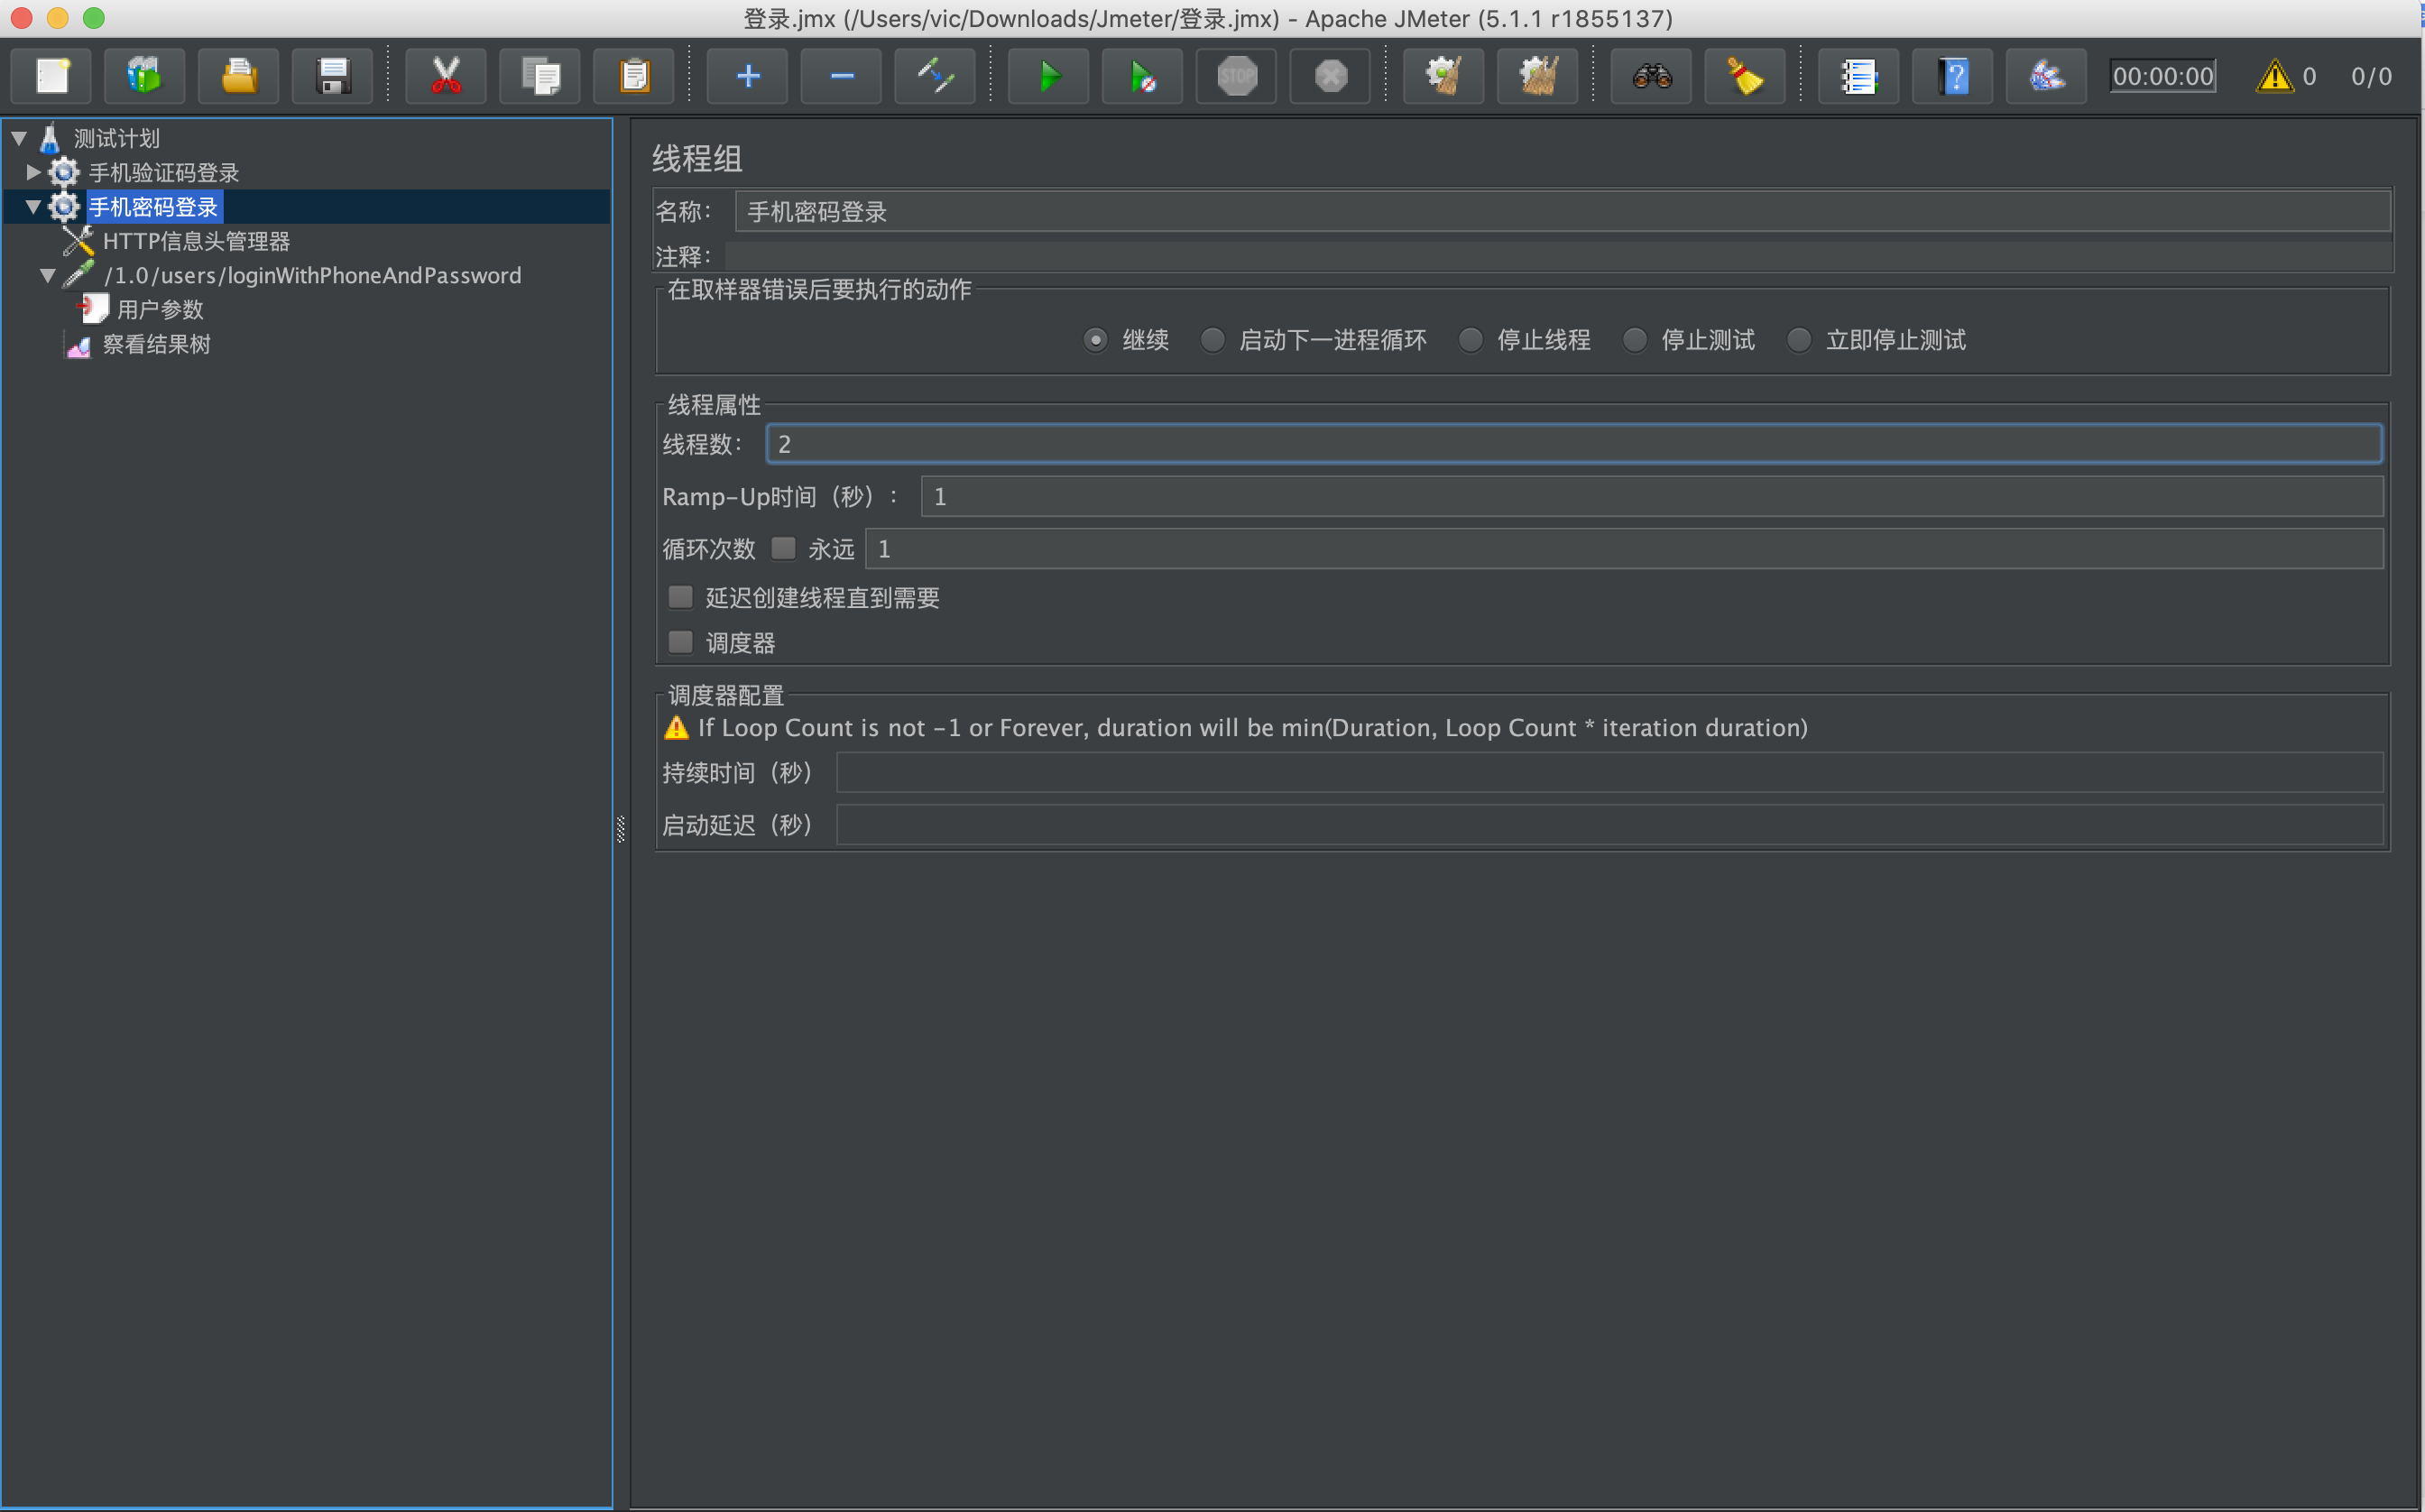 登录.jmx (/Users/vic/Downloads/Jmeter/登录.jmx) - Apache JMeter (5.1.1 r1855137)
STOP
?
00:00:00
0
0/0
测试计划
手机验证码登录
手机密码登录
HTTP信息头管理器
/1.0/users/loginWithPhoneAndPassword
用户参数
察看结果树
线程组
名称： 手机密码登录
注释：
在取样器错误后要执行的动作
继续 启动下一进程循环 停止线程 停止测试 立即停止测试
线程属性
线程数： 2
Ramp-Up时间（秒）： 1
循环次数 永远 1
延迟创建线程直到需要
调度器
调度器配置
If Loop Count is not -1 or Forever, duration will be min(Duration, Loop Count * iteration duration)
持续时间（秒）
启动延迟（秒）